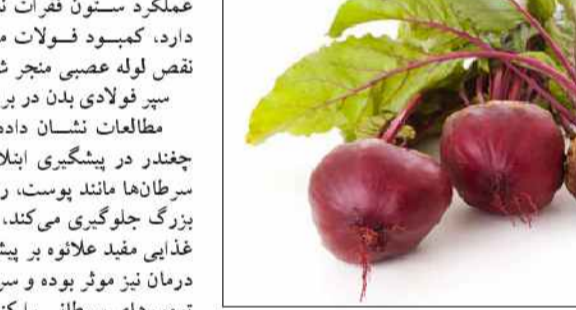 عملکرد ستون فقرات
دارد، کمبود فولات
نقص لوله عصبی منجر
سپر فولادی بدن در
مطالعات نشان
چغندر در پیشگیری
سرطان‌ها مانند پوست،
بزرگ جلوگیری می‌کند،
غذایی مفید علاوه بر
درمان نیز موثر بوده و